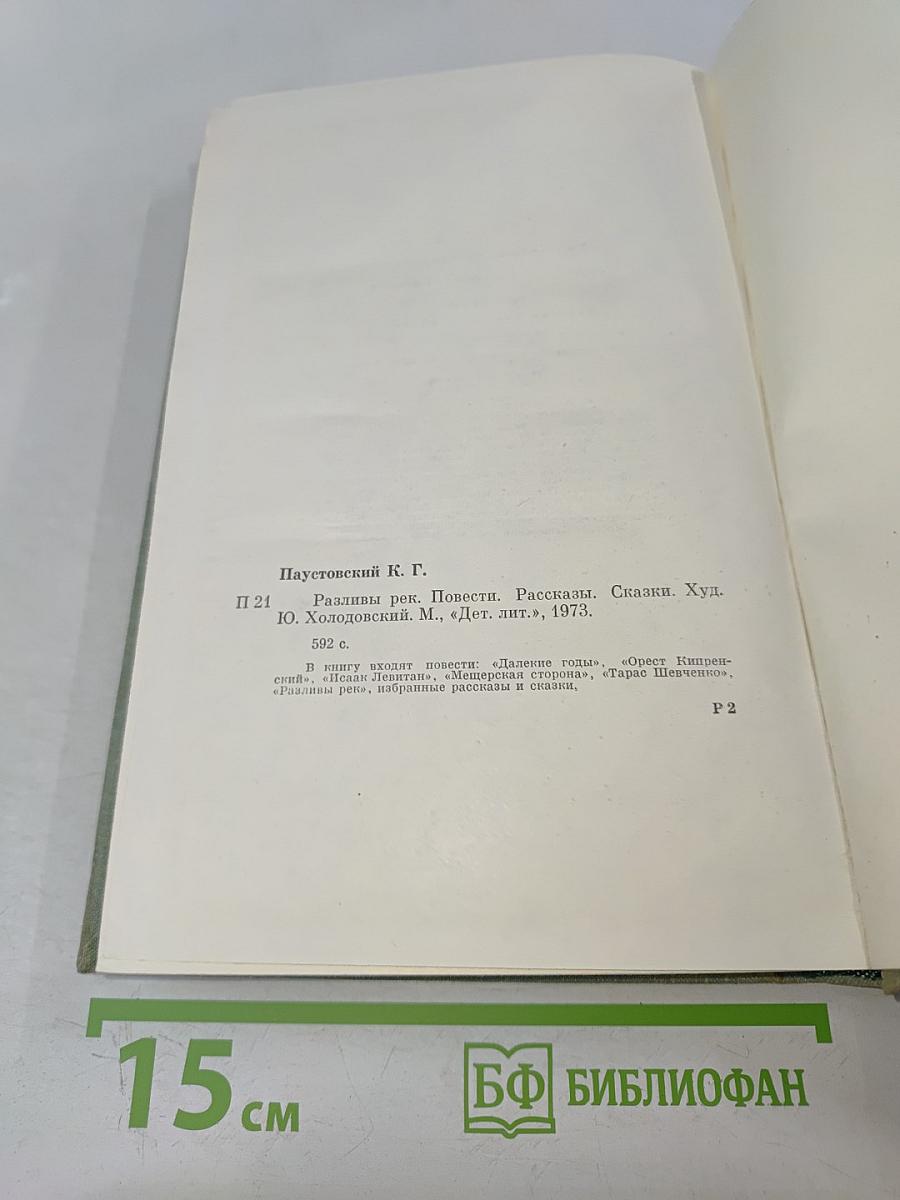 Паустовский К. Г.
П 21 Разливы рек. Повести. Рассказы. Сказки. Худ.
Ю. Холодовский. М., «Дет. лит.», 1973.
592 с.
В книгу входят повести: «Далекие годы», «Орест Кипрен-
ский», «Исаак Левитан», «Мещерская сторона», «Тарас Шевченко»,
«Разливы рек», избранные рассказы и сказки,
Р 2
15 см
БФ БИБЛИОФАН